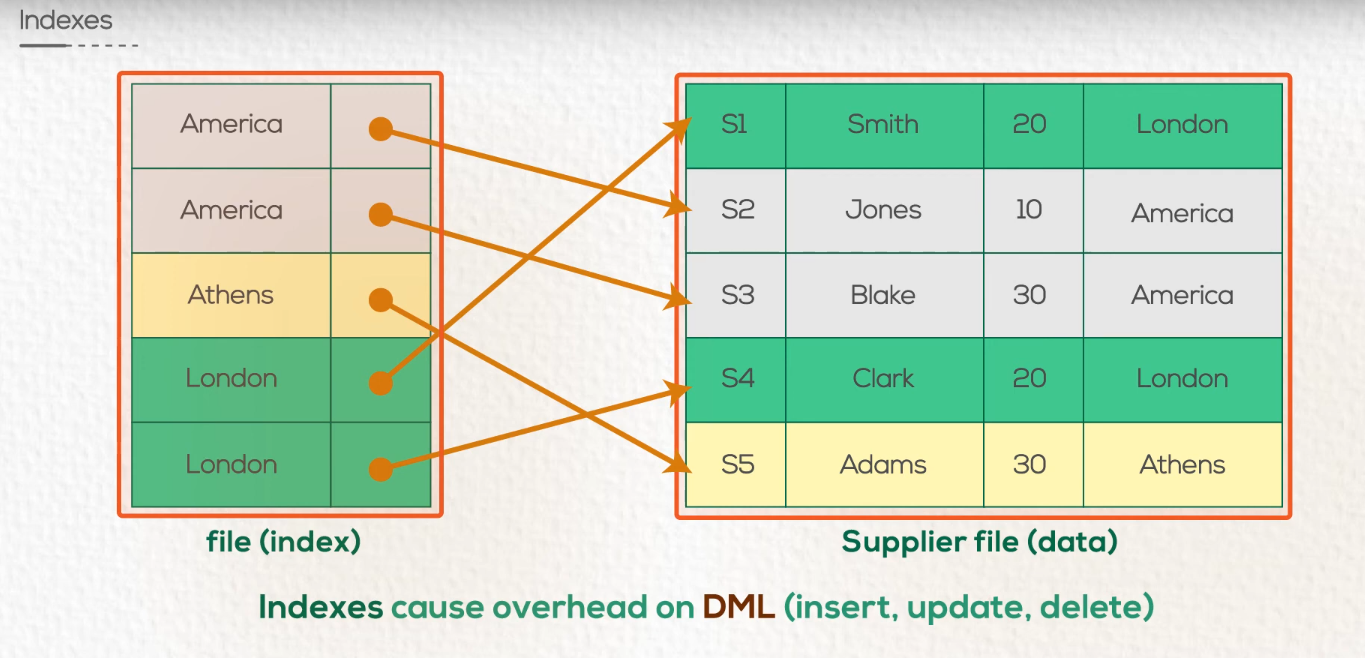 Indexes
America
America
Athens
London
London
file (index)
S1 Smith 20 London
S2 Jones 10 America
S3 Blake 30 America
S4 Clark 20 London
S5 Adams 30 Athens
Supplier file (data)
Indexes cause overhead on DML (insert, update, delete)